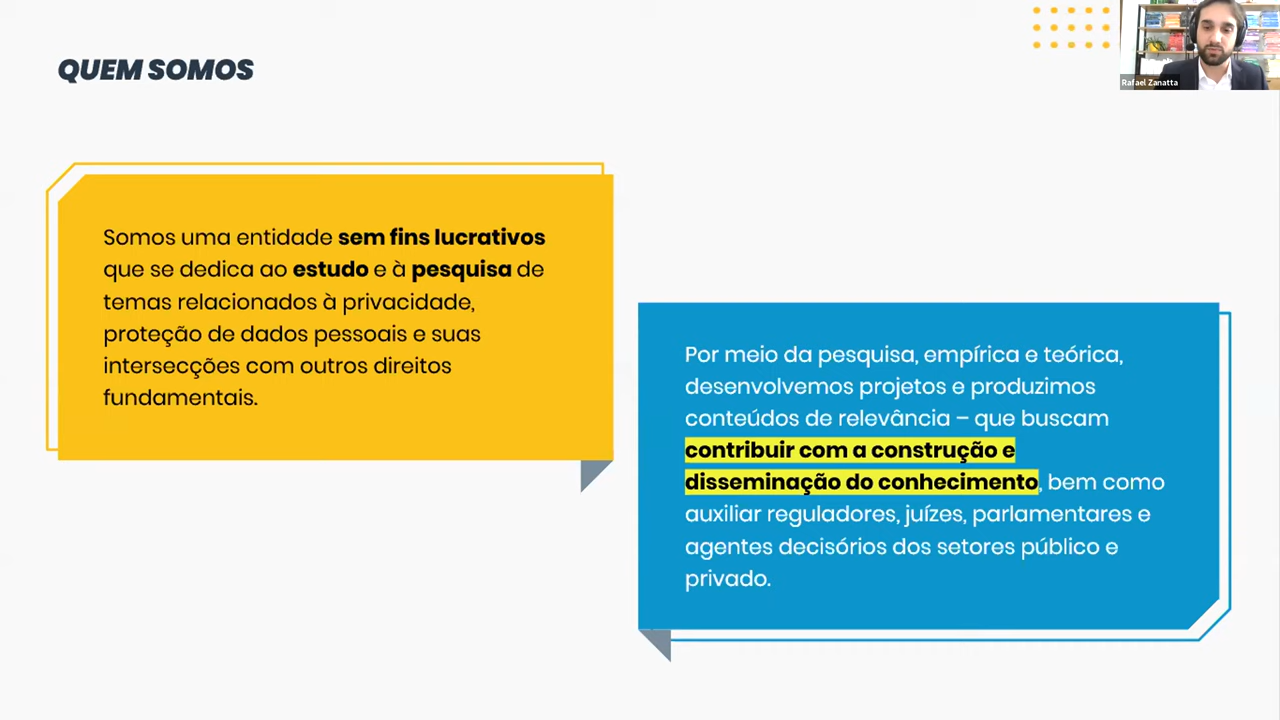 QUEM SOMOS
Rafael Zanatta
Somos uma entidade sem fins lucrativos
que se dedica ao estudo e à pesquisa de
temas relacionados à privacidade,
proteção de dados pessoais e suas
intersecções com outros direitos
fundamentais.
Por meio da pesquisa, empírica e teórica,
desenvolvemos projetos e produzimos
conteúdos de relevância – que buscam
contribuir com a construção e
disseminação do conhecimento, bem como
auxiliar reguladores, juízes, parlamentares e
agentes decisórios dos setores público e
privado.